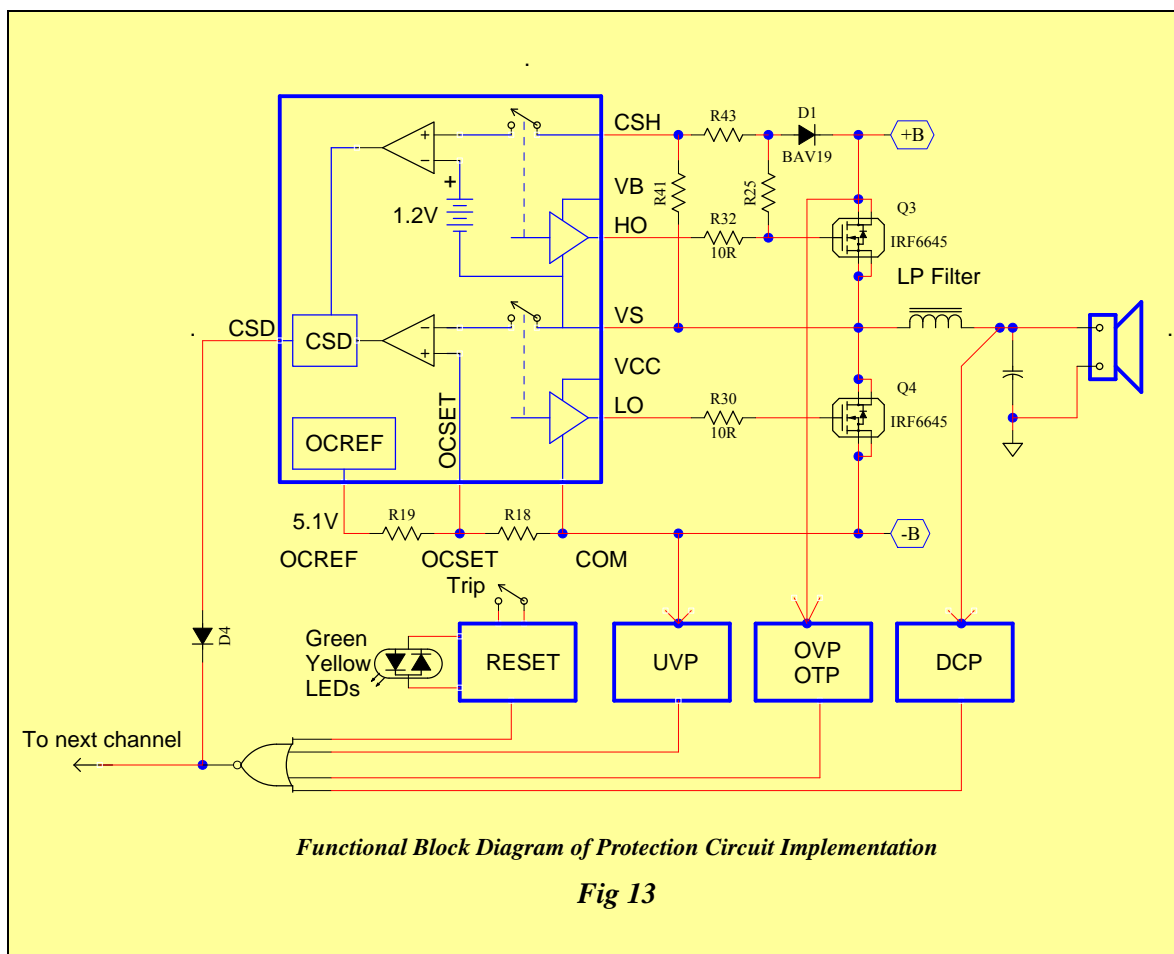 CSH
R43
D1
BAV19
+B
R41
R25
VB
1.2V
HO
R32
10R
Q3
IRF6645
LP Filter
CSD
CSD
VS
VCC
LO
R30
10R
Q4
IRF6645
OCREF
OCSET
5.1V
R19
R18
-B
OCREF
OCSET
Trip
COM
D4
Green
Yellow
LEDs
RESET
UVP
OVP
OTP
DCP
To next channel
Functional Block Diagram of Protection Circuit Implementation
Fig 13